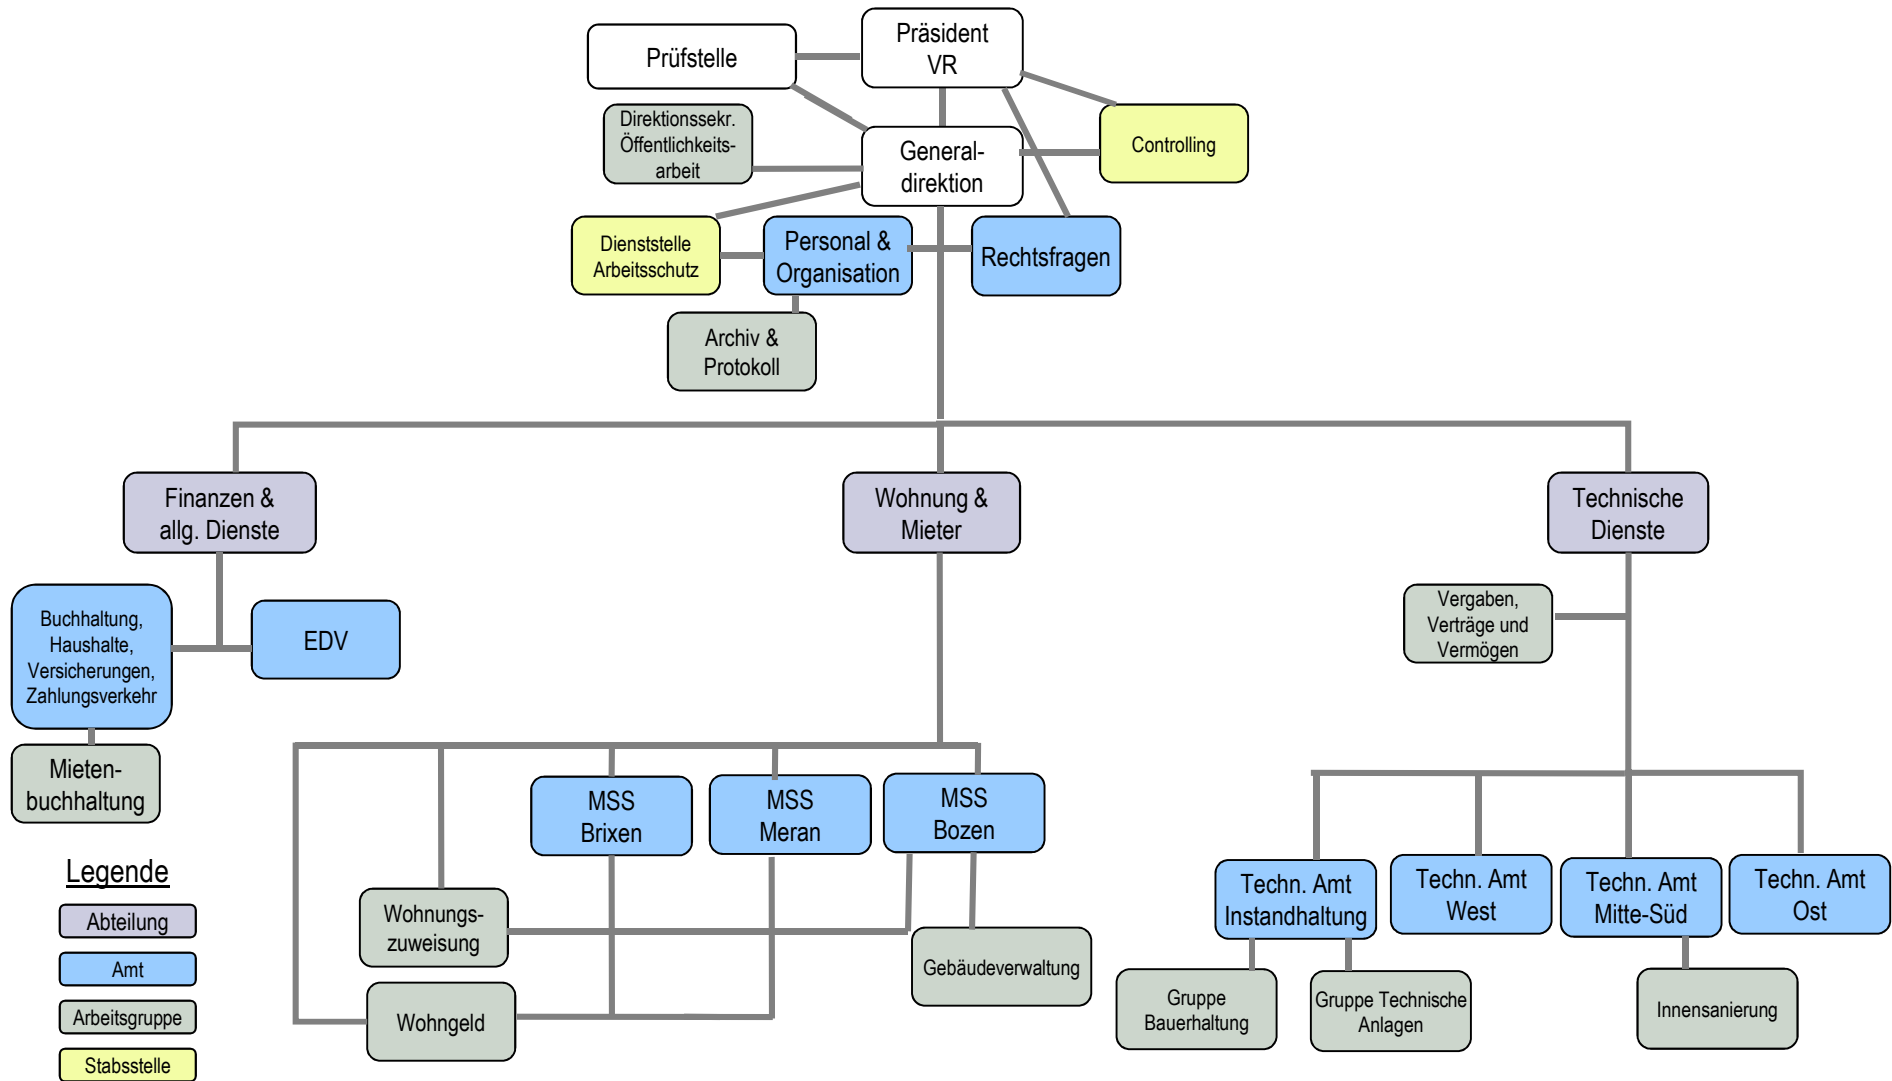 Prüfstelle
Präsident
VR
Direktionssekr.
Öffentlichkeits-
arbeit
General-
direktion
Controlling
Dienststelle
Arbeitsschutz
Personal &
Organisation
Rechtsfragen
Archiv &
Protokoll
Finanzen &
allg. Dienste
Wohnung &
Mieter
Technische
Dienste
Buchhaltung,
Haushalte,
Versicherungen,
Zahlungsverkehr
EDV
Vergaben,
Verträge und
Vermögen
Mieten-
buchhaltung
MSS
Brixen
MSS
Meran
MSS
Bozen
Techn. Amt
Instandhaltung
Techn. Amt
West
Techn. Amt
Mitte-Süd
Techn. Amt
Ost
Wohnungs-
zuweisung
Gebäudeverwaltung
Wohngeld
Gruppe
Bauerhaltung
Gruppe Technische
Anlagen
Innensanierung
Legende
Abteilung
Amt
Arbeitsgruppe
Stabsstelle